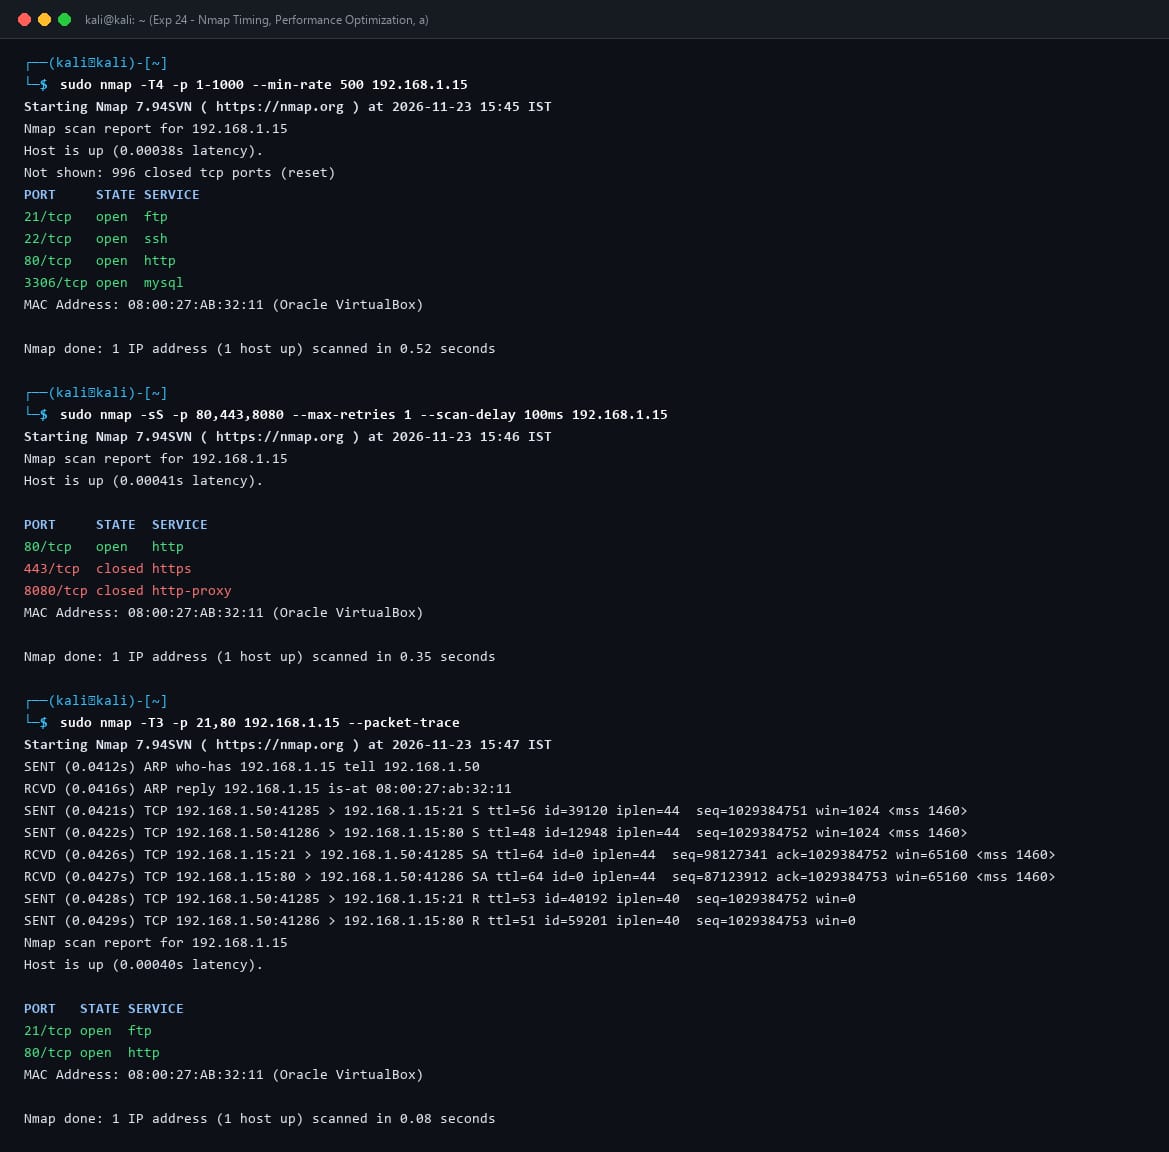 kali@kali: ~ (Exp 24 - Nmap Timing, Performance Optimization, a)
┌──(kali⍰kali)-[~]
└─$ sudo nmap -T4 -p 1-1000 --min-rate 500 192.168.1.15
Starting Nmap 7.94SVN ( https://nmap.org ) at 2026-11-23 15:45 IST
Nmap scan report for 192.168.1.15
Host is up (0.00038s latency).
Not shown: 996 closed tcp ports (reset)
PORT     STATE SERVICE
21/tcp   open  ftp
22/tcp   open  ssh
80/tcp   open  http
3306/tcp open  mysql
MAC Address: 08:00:27:AB:32:11 (Oracle VirtualBox)
Nmap done: 1 IP address (1 host up) scanned in 0.52 seconds
┌──(kali⍰kali)-[~]
└─$ sudo nmap -sS -p 80,443,8080 --max-retries 1 --scan-delay 100ms 192.168.1.15
Starting Nmap 7.94SVN ( https://nmap.org ) at 2026-11-23 15:46 IST
Nmap scan report for 192.168.1.15
Host is up (0.00041s latency).
PORT     STATE  SERVICE
80/tcp   open   http
443/tcp  closed https
8080/tcp closed http-proxy
MAC Address: 08:00:27:AB:32:11 (Oracle VirtualBox)
Nmap done: 1 IP address (1 host up) scanned in 0.35 seconds
┌──(kali⍰kali)-[~]
└─$ sudo nmap -T3 -p 21,80 192.168.1.15 --packet-trace
Starting Nmap 7.94SVN ( https://nmap.org ) at 2026-11-23 15:47 IST
SENT (0.0412s) ARP who-has 192.168.1.15 tell 192.168.1.50
RCVD (0.0416s) ARP reply 192.168.1.15 is-at 08:00:27:ab:32:11
SENT (0.0421s) TCP 192.168.1.50:41285 > 192.168.1.15:21 S ttl=56 id=39120 iplen=44  seq=1029384751 win=1024 <mss 1460>
SENT (0.0422s) TCP 192.168.1.50:41286 > 192.168.1.15:80 S ttl=48 id=12948 iplen=44  seq=1029384752 win=1024 <mss 1460>
RCVD (0.0426s) TCP 192.168.1.15:21 > 192.168.1.50:41285 SA ttl=64 id=0 iplen=44  seq=98127341 ack=1029384752 win=65160 <mss 1460>
RCVD (0.0427s) TCP 192.168.1.15:80 > 192.168.1.50:41286 SA ttl=64 id=0 iplen=44  seq=87123912 ack=1029384753 win=65160 <mss 1460>
SENT (0.0428s) TCP 192.168.1.50:41285 > 192.168.1.15:21 R ttl=53 id=40192 iplen=40  seq=1029384752 win=0
SENT (0.0429s) TCP 192.168.1.50:41286 > 192.168.1.15:80 R ttl=51 id=59201 iplen=40  seq=1029384753 win=0
Nmap scan report for 192.168.1.15
Host is up (0.00040s latency).
PORT   STATE SERVICE
21/tcp open  ftp
80/tcp open  http
MAC Address: 08:00:27:AB:32:11 (Oracle VirtualBox)
Nmap done: 1 IP address (1 host up) scanned in 0.08 seconds